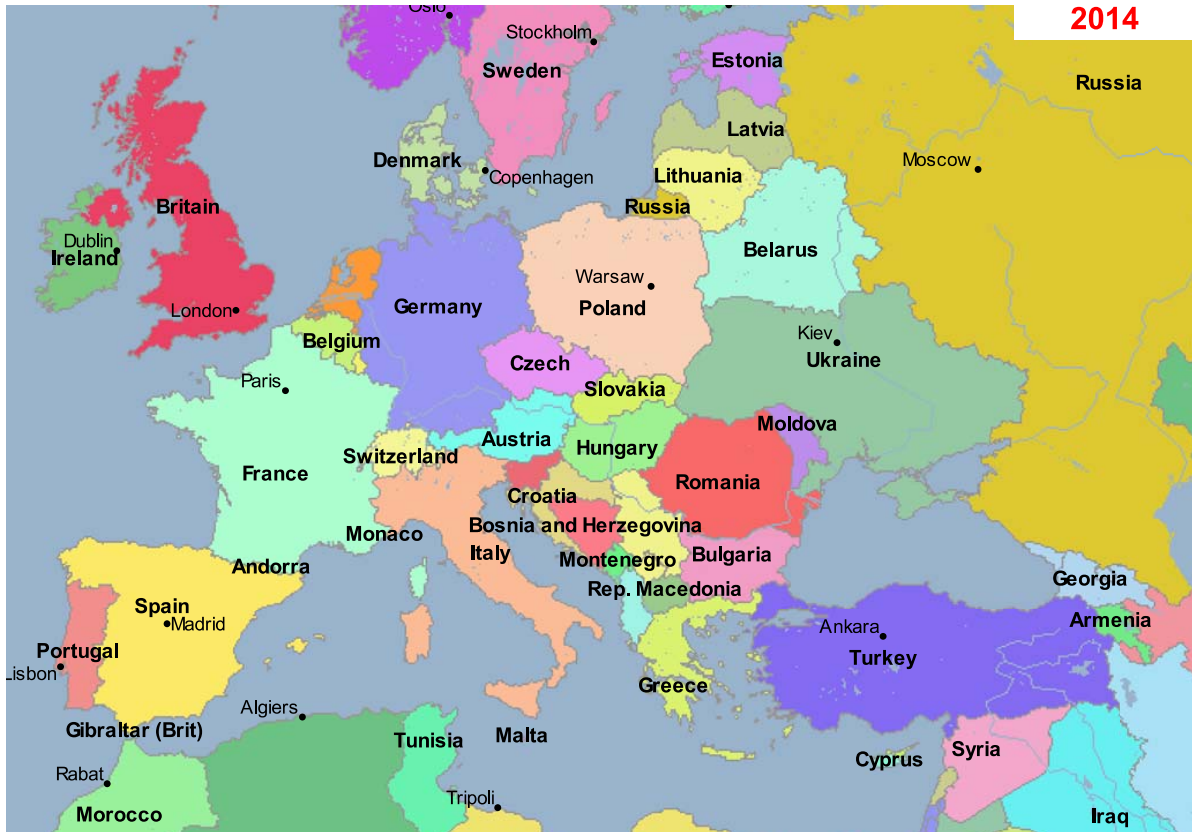 Oslo
2014
Stockholm
Sweden
Estonia
Russia
Latvia
Denmark
Copenhagen
Moscow
Lithuania
Britain
Russia
Dublin
Ireland
Belarus
Warsaw
London
Germany
Poland
Kiev
Belgium
Ukraine
Czech
Paris
Slovakia
Moldova
Austria
Switzerland
Hungary
France
Romania
Croatia
Monaco
Bosnia and Herzegovina
Italy
Bulgaria
Andorra
Montenegro
Georgia
Rep. Macedonia
Spain
Madrid
Armenia
Ankara
Portugal
Turkey
Lisbon
Greece
Algiers
Gibraltar (Brit)
Tunisia
Malta
Syria
Cyprus
Rabat
Tripoli
Morocco
Iraq